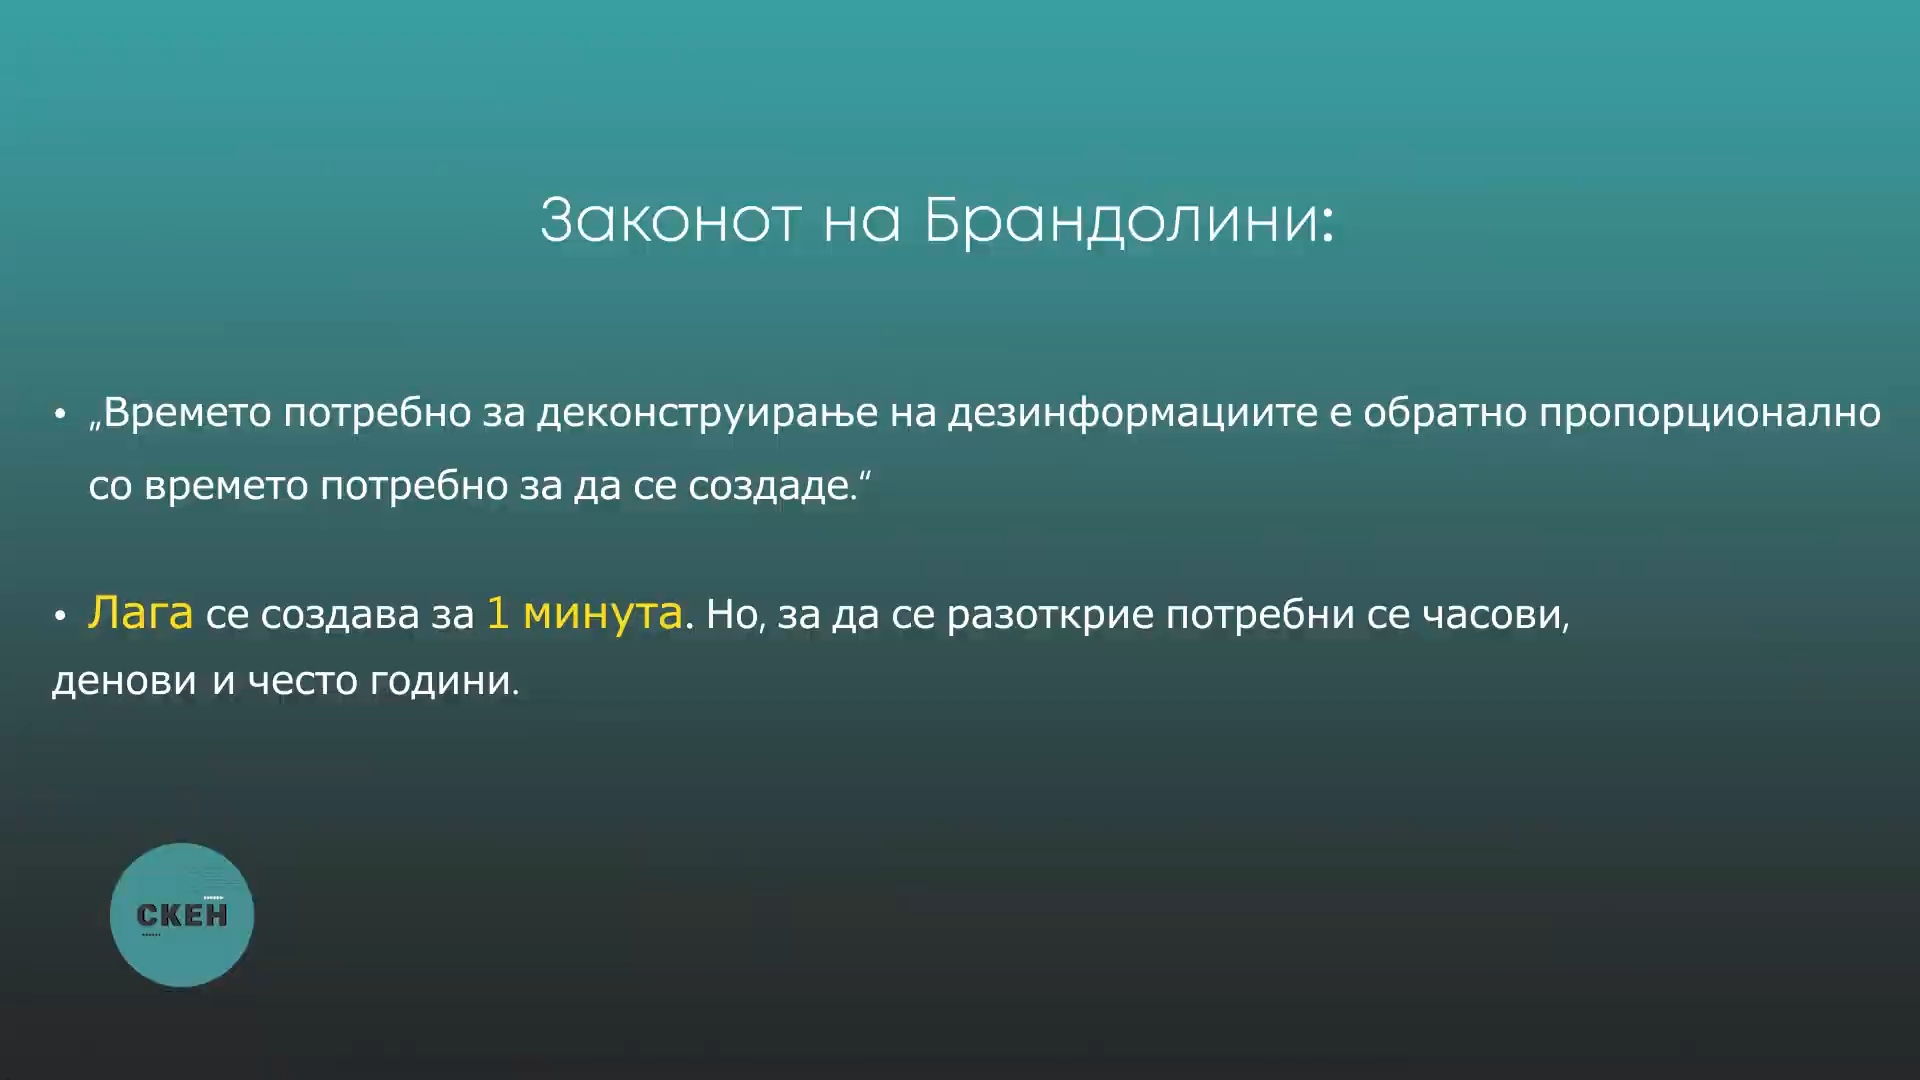 Законот на Брандолини:
• „Времето потребно за деконструирање на дезинформациите е обратно пропорционално
со времето потребно за да се создаде.“
• Лага се создава за 1 минута. Но, за да се разоткрие потребни се часови,
денови и често години.
СКЕН